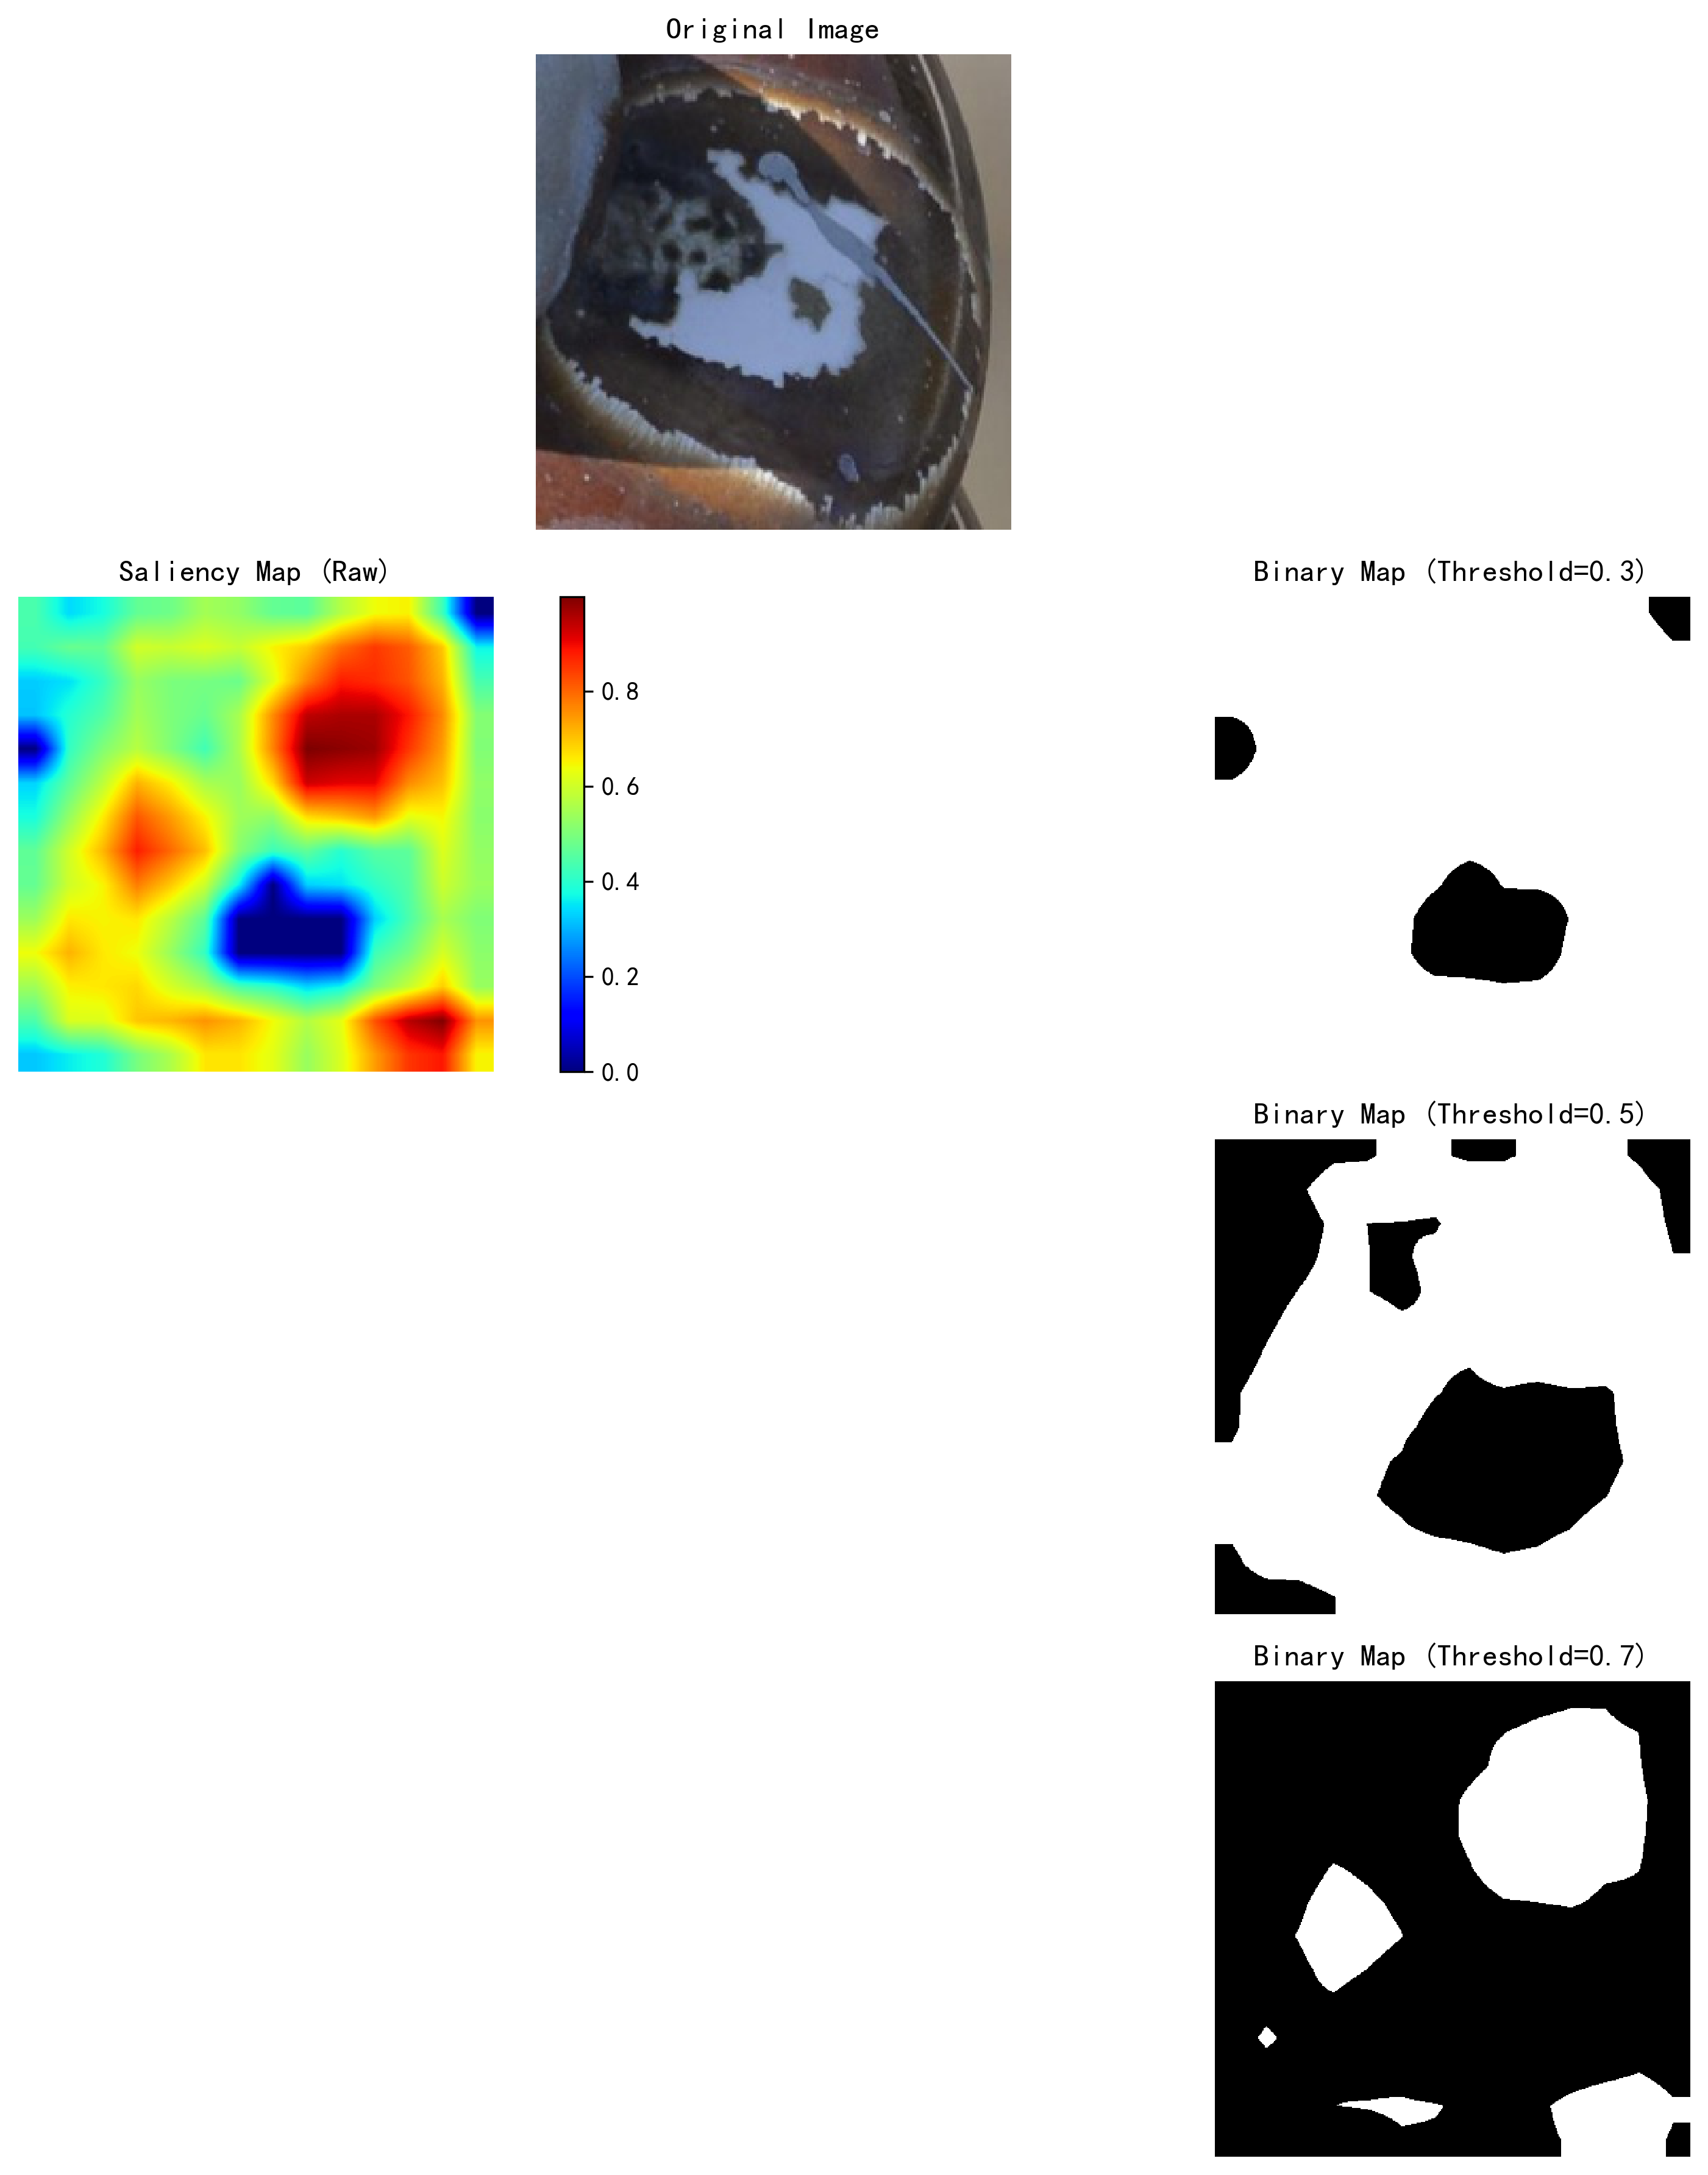 Original Image
Saliency Map (Raw)
Binary Map (Threshold=0.3)
0.8
0.6
0.4
0.2
0.0
Binary Map (Threshold=0.5)
Binary Map (Threshold=0.7)